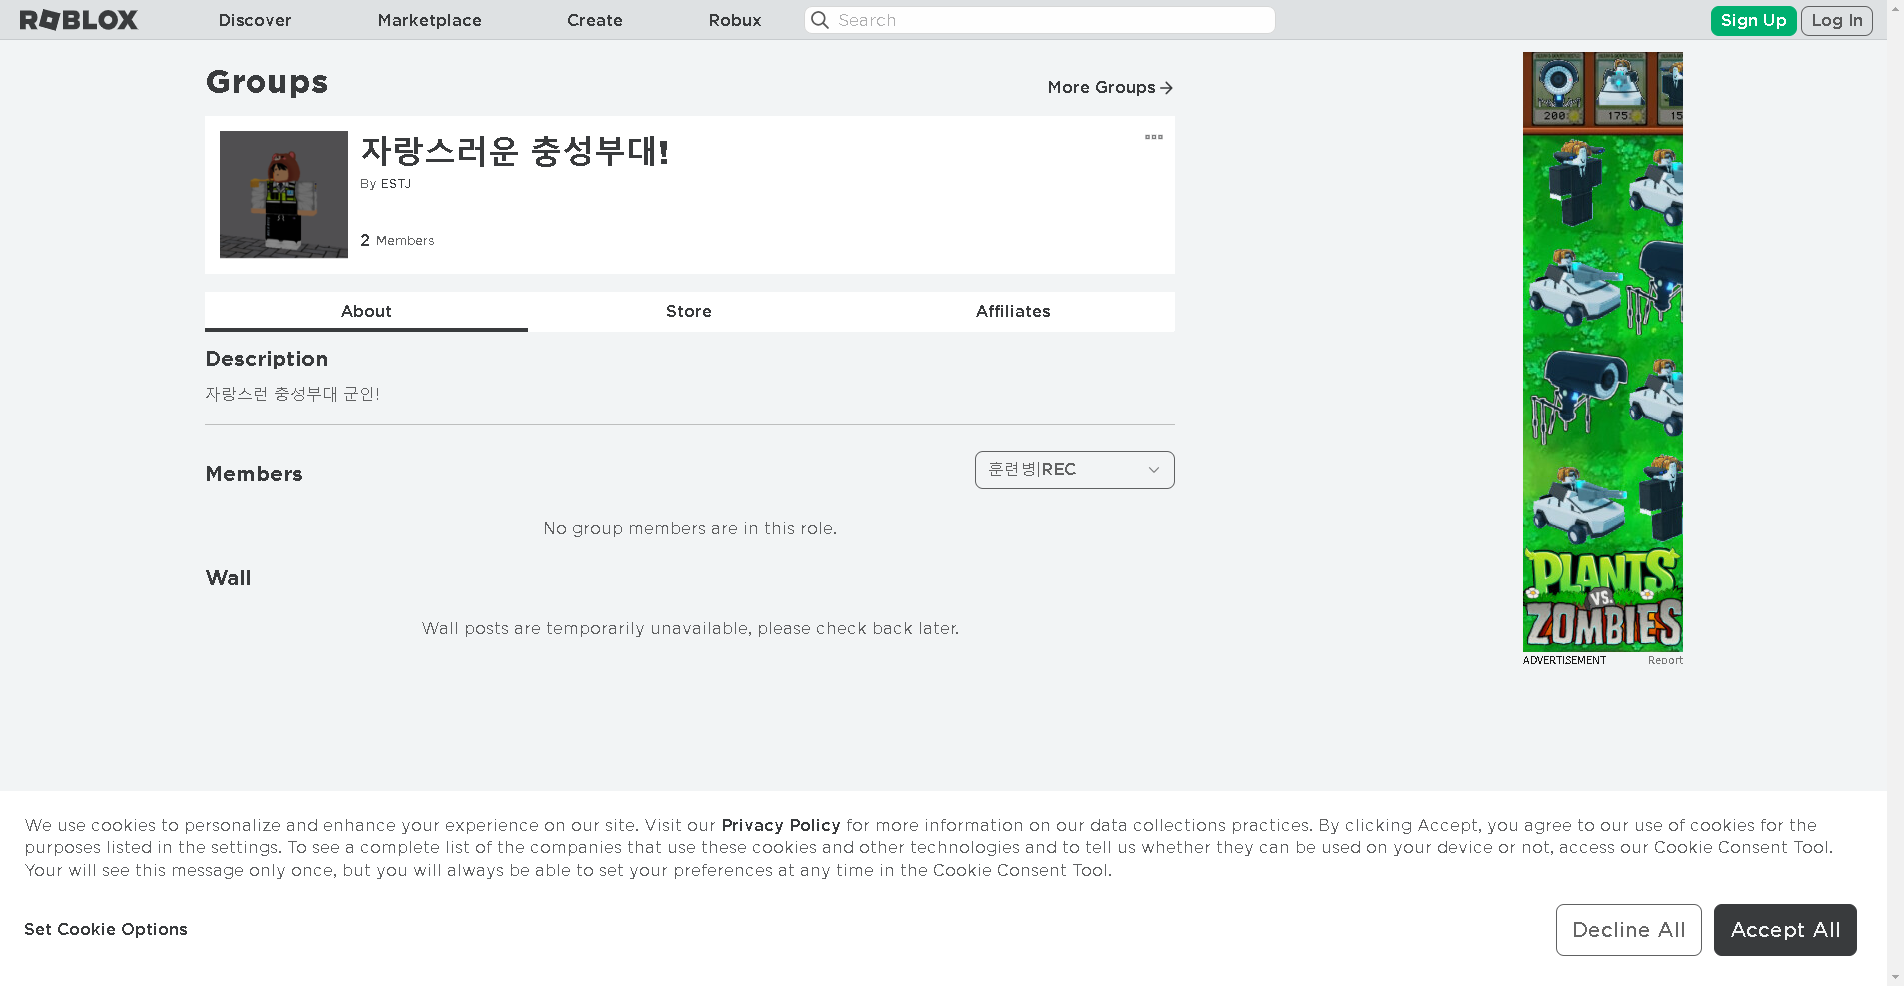 ROBLOX
Discover
Marketplace
Create
Robux
Search
Sign Up
Log In
Groups
More Groups
자랑스러운 충성부대!
By ESTJ
2 Members
About
Store
Affiliates
Description
자랑스런 충성부대 군인!
Members
훈련병|REC
No group members are in this role.
Wall
Wall posts are temporarily unavailable, please check back later.
200
175
15
PLANTS
VS.
ZOMBIES
ADVERTISEMENT
Report
We use cookies to personalize and enhance your experience on our site. Visit our Privacy Policy for more information on our data collections practices. By clicking Accept, you agree to our use of cookies for the
purposes listed in the settings. To see a complete list of the companies that use these cookies and other technologies and to tell us whether they can be used on your device or not, access our Cookie Consent Tool.
Your will see this message only once, but you will always be able to set your preferences at any time in the Cookie Consent Tool.
Set Cookie Options
Decline All
Accept All